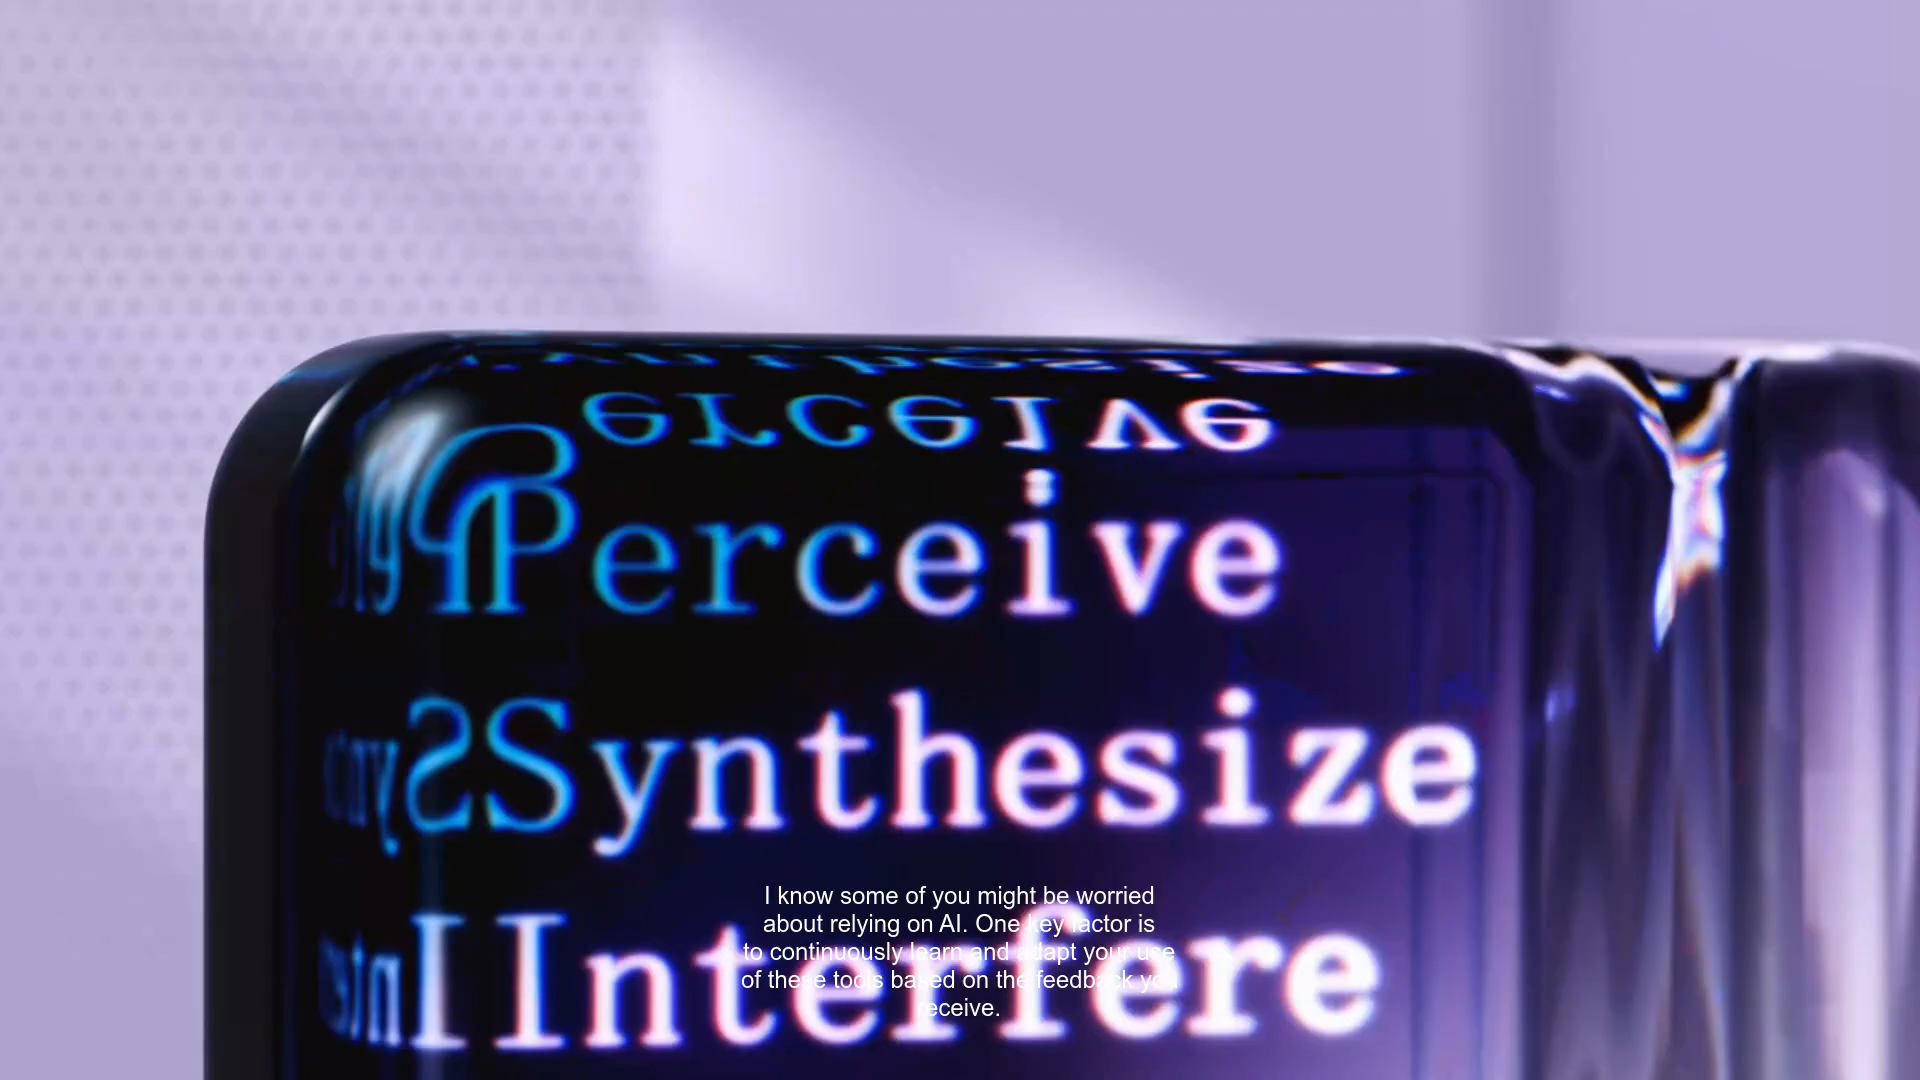 Perceive
Synthesize
Interfere
I know some of you might be worried
about relying on AI. One key factor is
to continuously learn and adapt your use
of these tools based on the feedback you
receive.